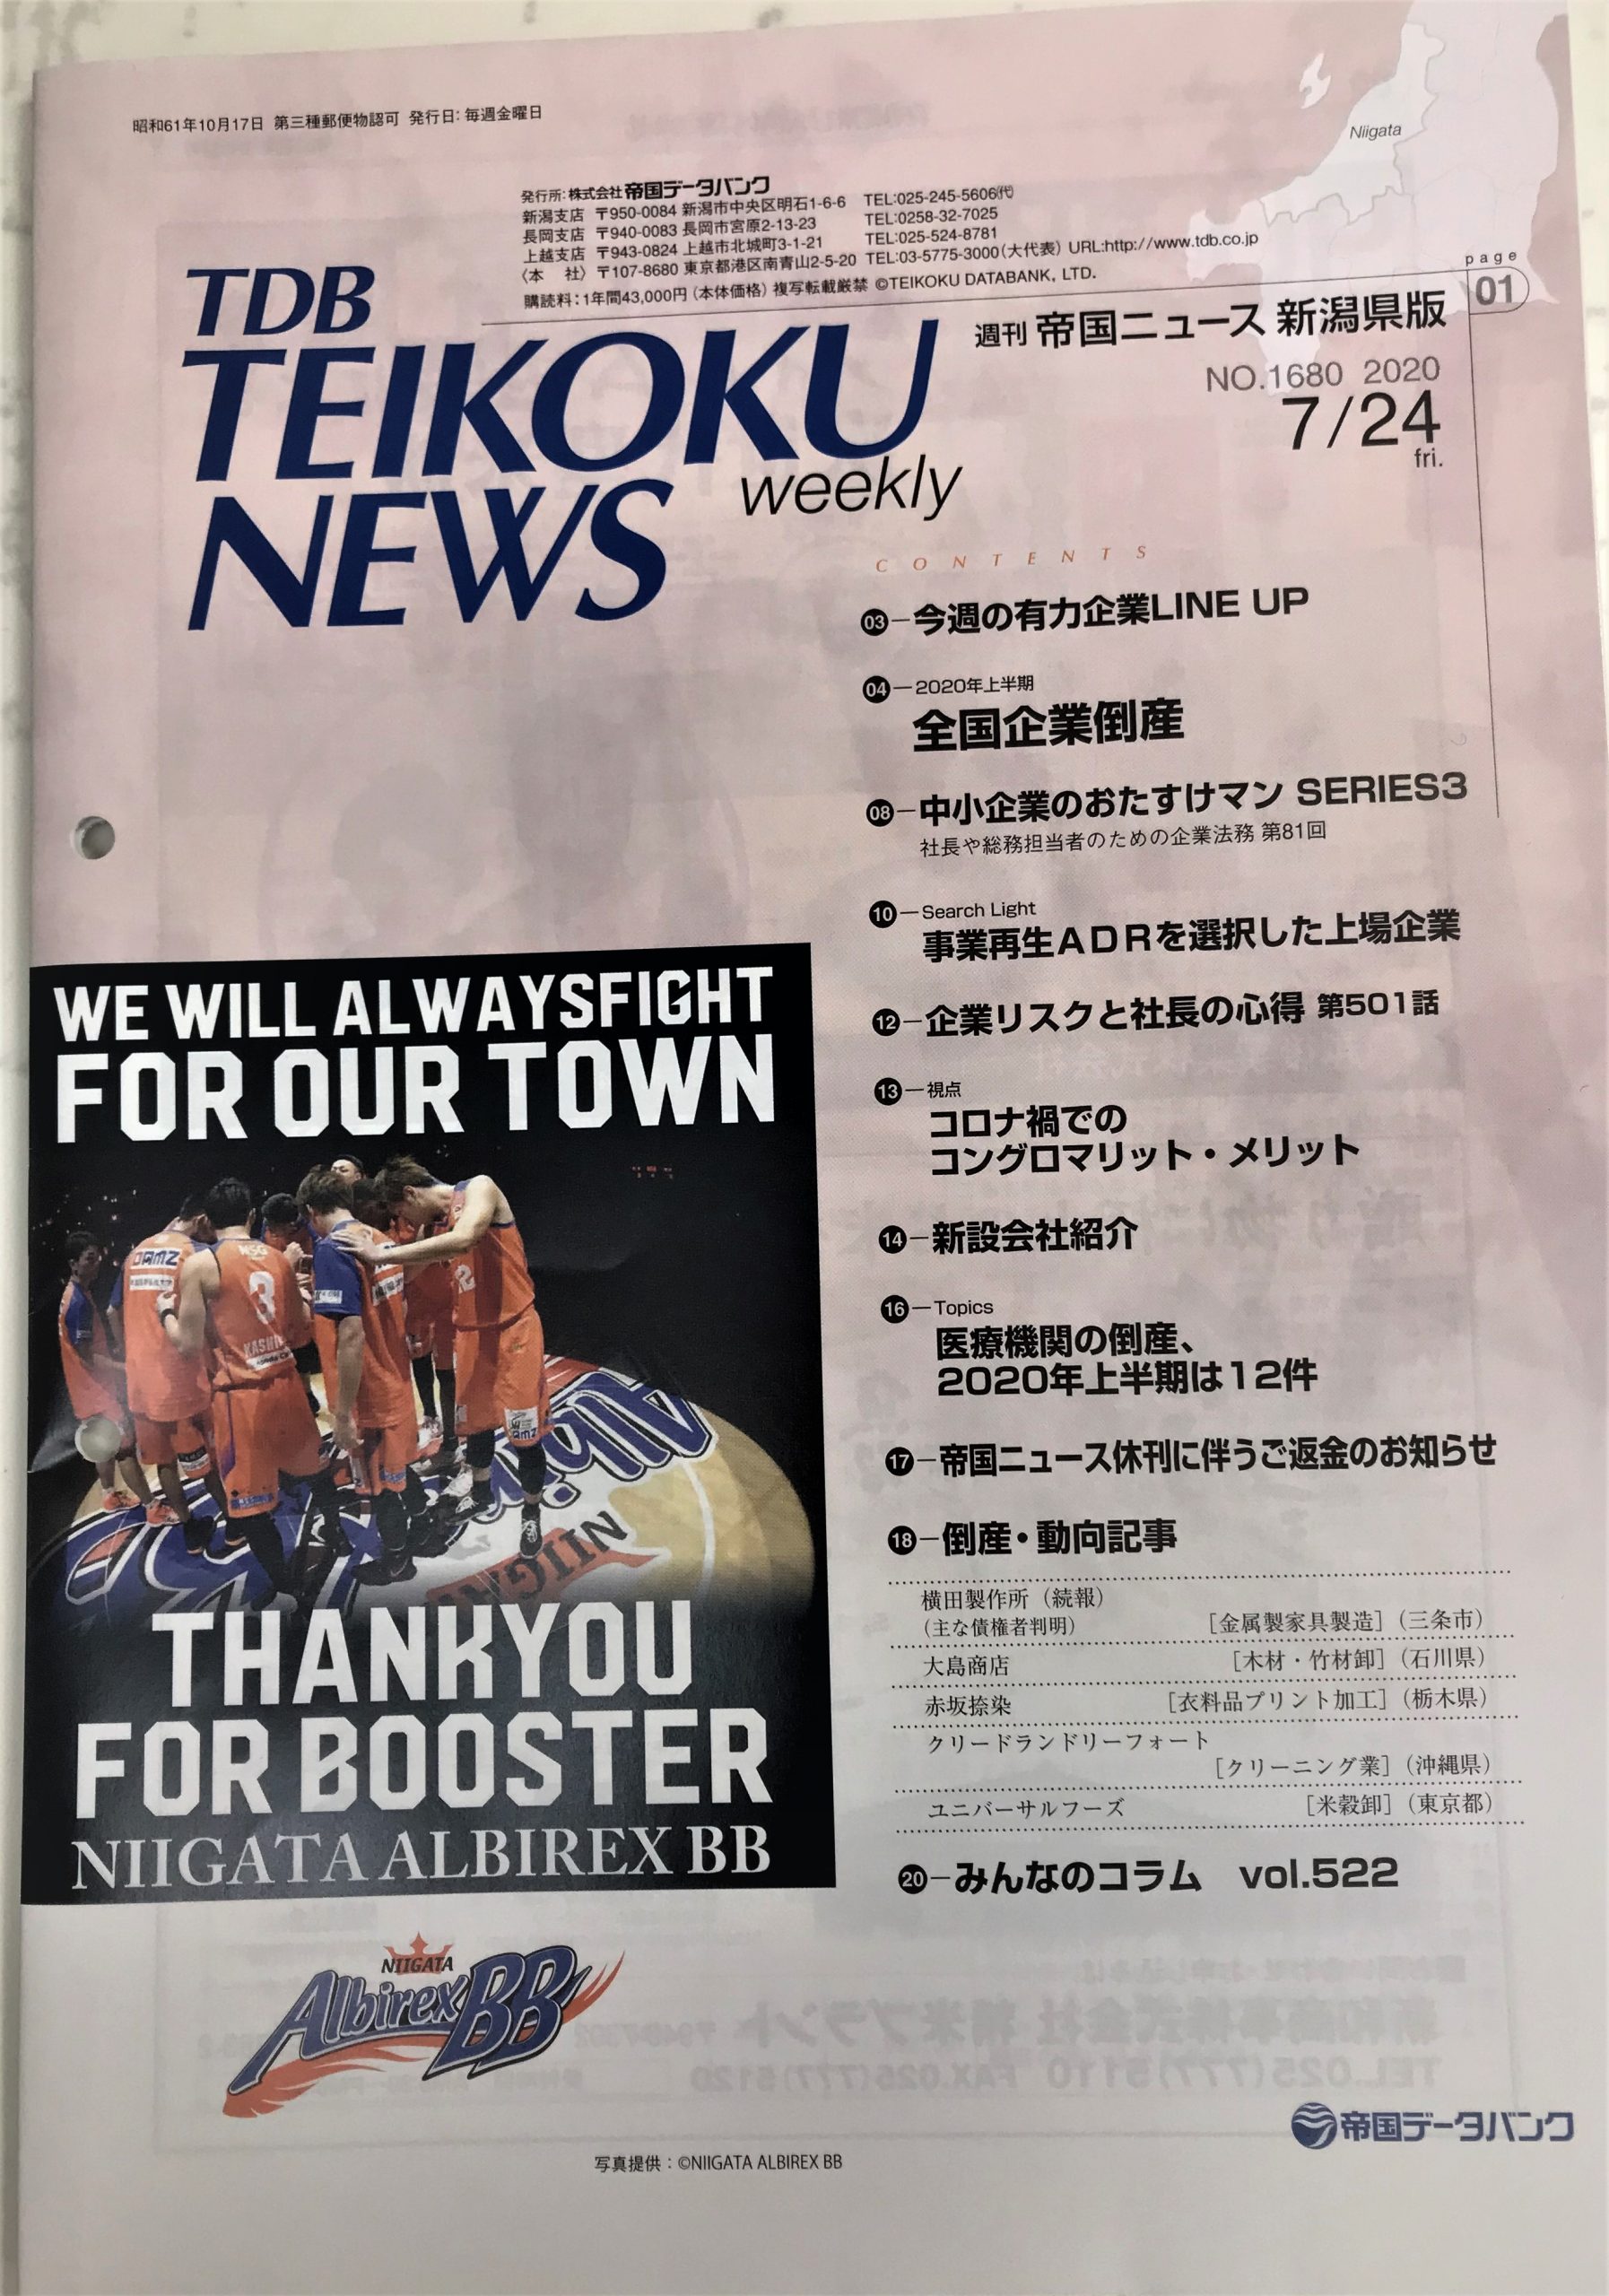 昭和61年10月17日 第三種郵便物認可 発行日：毎週金曜日
Niigata
発行所：株式会社 帝国データバンク
新潟支店 〒950-0084 新潟市中央区明石1-6-6 TEL:025-245-5606㈹
長岡支店 〒940-0083 長岡市宮原2-13-23 TEL:0258-32-7025
上越支店 〒943-0824 上越市北城町3-1-21 TEL:025-524-8781
〈本 社〉 〒107-8680 東京都港区南青山2-5-20 TEL:03-5775-3000(大代表) URL:http://www.tdb.co.jp
購読料：1年間43,000円（本体価格）複写転載厳禁 ©TEIKOKU DATABANK, LTD.
page
01
TDB
TEIKOKU
NEWS
weekly
週刊 帝国ニュース 新潟県版
NO.1680 2020
7/24
fri.
CONTENTS
03 今週の有力企業LINE UP
04 2020年上半期
全国企業倒産
08 中小企業のおたすけマン SERIES3
社長や総務担当者のための企業法務 第81回
10 Search Light
事業再生ＡＤＲを選択した上場企業
12 企業リスクと社長の心得 第501話
13 視点
コロナ禍での
コングロマリット・メリット
14 新設会社紹介
16 Topics
医療機関の倒産、
2020年上半期は12件
17 帝国ニュース休刊に伴うご返金のお知らせ
18 倒産・動向記事
横田製作所（続報）
（主な債権者判明） ［金属製家具製造］（三条市）
大島商店 ［木材・竹材卸］（石川県）
赤坂捺染 ［衣料品プリント加工］（栃木県）
クリードランドリーフォート
［クリーニング業］（沖縄県）
ユニバーサルフーズ ［米穀卸］（東京都）
20 みんなのコラム vol.522
WE WILL ALWAYSFIGHT
FOR OUR TOWN
DAMZ
NSG
3
KASHI
THANKYOU
FOR BOOSTER
NIIGATA ALBIREX BB
NIIGATA
AlbirexBB
帝国データバンク
写真提供：©NIIGATA ALBIREX BB